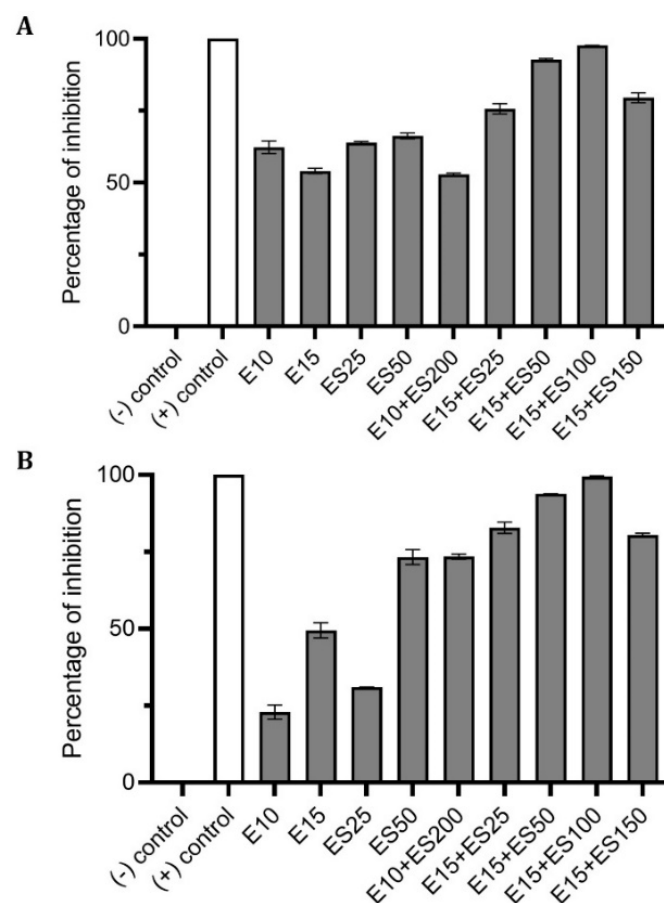 A
Percentage of inhibition
100
50
0
(-) control
(+) control
E10
E15
ES25
ES50
E10+ES200
E15+ES25
E15+ES50
E15+ES100
E15+ES150
B
Percentage of inhibition
100
50
0
(-) control
(+) control
E10
E15
ES25
ES50
E10+ES200
E15+ES25
E15+ES50
E15+ES100
E15+ES150